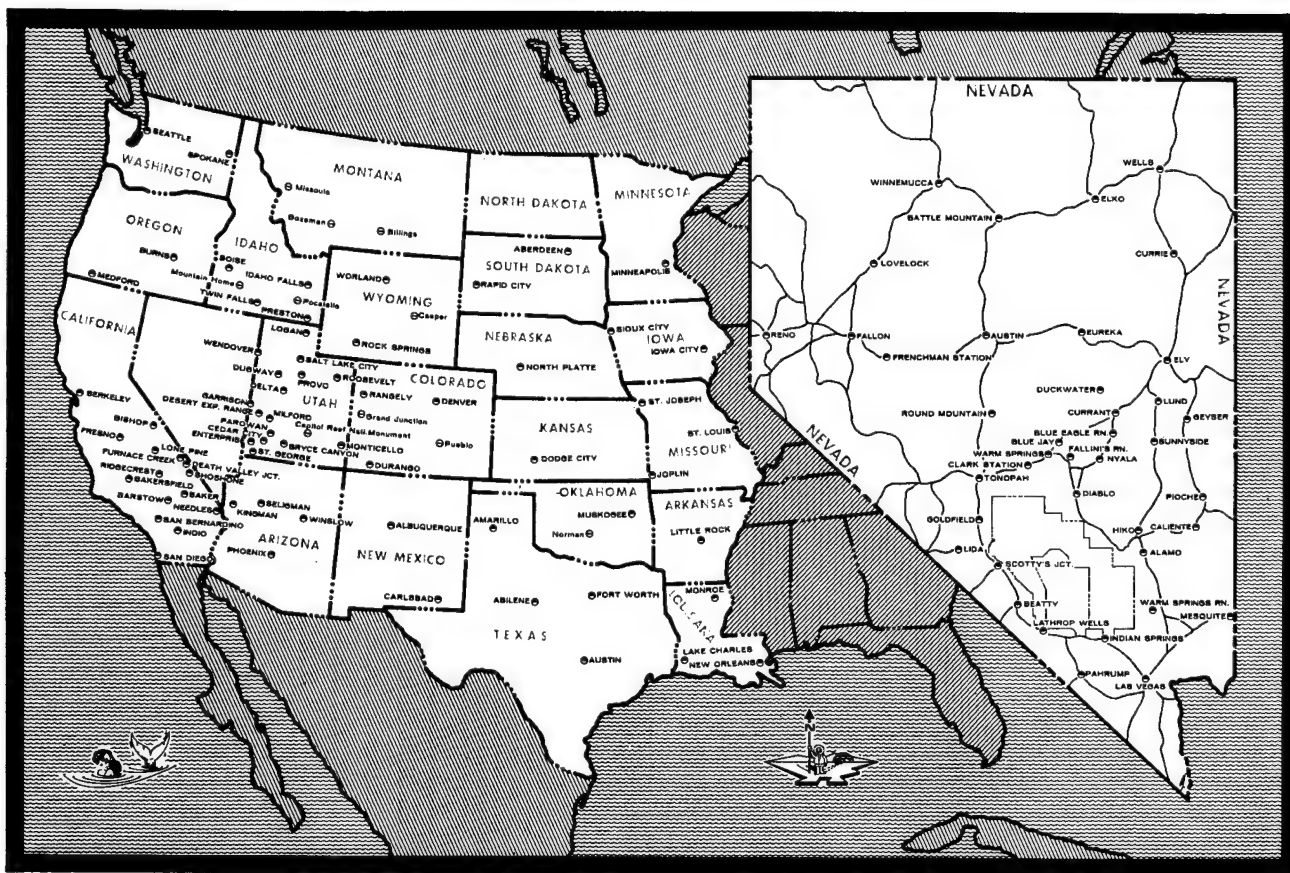 SEATTLE
SPOKANE
WASHINGTON
MONTANA
Missoula
Bozeman
Billings
NORTH DAKOTA
MINNESOTA
MINNEAPOLIS
OREGON
BURNS
MEDFORD
IDAHO
BOISE
Mountain
Home
IDAHO FALLS
TWIN FALLS
Pocatello
PRESTON
ABERDEEN
SOUTH DAKOTA
RAPID CITY
WORLAND
WYOMING
Casper
ROCK SPRINGS
CALIFORNIA
LOGAN
WENDOVER
SALT LAKE CITY
DUGWAY
PROVO
ROOSEVELT
DELTA
UTAH
RANGELY
COLORADO
DENVER
NEBRASKA
NORTH PLATTE
SIOUX CITY
IOWA
IOWA CITY
BERKELEY
GARRISON
DESERT EXP. RANGE
MILFORD
Grand Junction
PAROWAN
Capitol Reef Natl. Monument
CEDAR CITY
Pueblo
ENTERPRISE
BRYCE CANYON
MONTICELLO
ST. GEORGE
DURANGO
KANSAS
DODGE CITY
ST. JOSEPH
ST. LOUIS
MISSOURI
JOPLIN
BISHOP
FRESNO
LONE PINE
FURNACE CREEK
DEATH VALLEY JCT.
RIDGECREST
SHOSHONE
BAKERSFIELD
BARSTOW
BAKER
NEEDLES
SAN BERNARDINO
INDIO
SAN DIEGO
KINGMAN
SELIGMAN
WINSLOW
ARIZONA
PHOENIX
ALBUQUERQUE
NEW MEXICO
CARLSBAD
AMARILLO
OKLAHOMA
MUSKOGEE
Norman
ARKANSAS
LITTLE ROCK
ABILENE
FORT WORTH
TEXAS
AUSTIN
MONROE
LOUISIANA
LAKE CHARLES
NEW ORLEANS
N
NEVADA
NEVADA
NEVADA
WELLS
WINNEMUCCA
ELKO
BATTLE MOUNTAIN
LOVELOCK
CURRIE
RENO
FALLON
AUSTIN
EUREKA
FRENCHMAN STATION
ELY
DUCKWATER
LUND
ROUND MOUNTAIN
CURRANT
GEYSER
BLUE EAGLE RN.
BLUE JAY
SUNNYSIDE
WARM SPRINGS
FALLINI'S RN.
CLARK STATION
NYALA
TONOPAH
DIABLO
PIOCHE
GOLDFIELD
HIKO
CALIENTE
LIDA
ALAMO
SCOTTY'S JCT.
BEATTY
WARM SPRINGS RN.
MESQUITE
LATHROP WELLS
INDIAN SPRINGS
PAHRUMP
LAS VEGAS